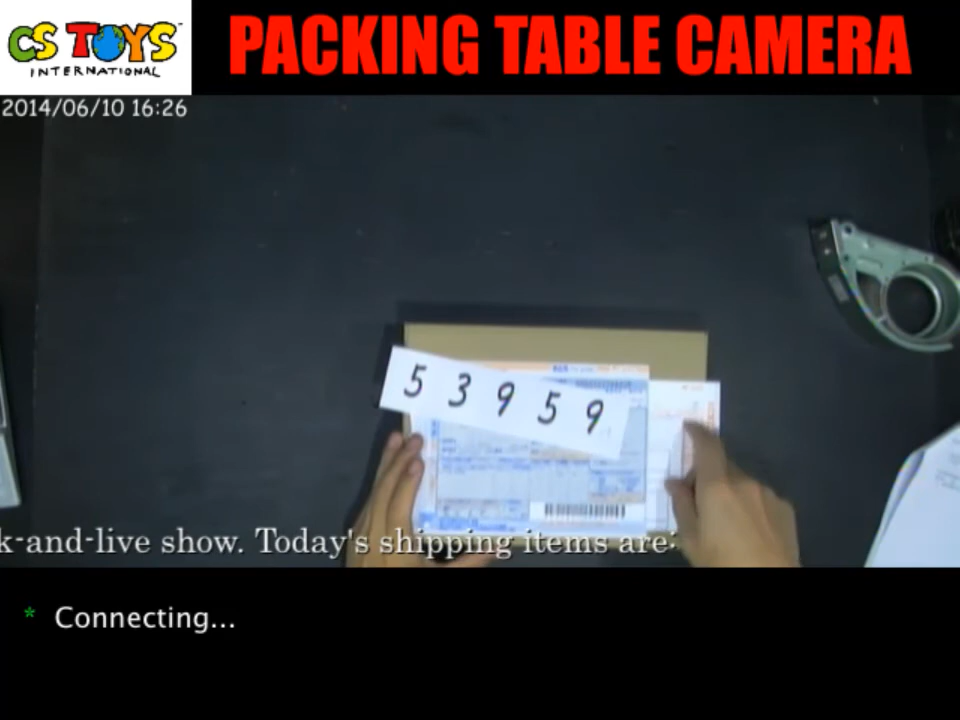 CS TOYS
INTERNATIONAL
PACKING TABLE CAMERA
2014/06/10 16:26
5 3 9 5 9
k-and-live show. Today's shipping items are:
* Connecting...